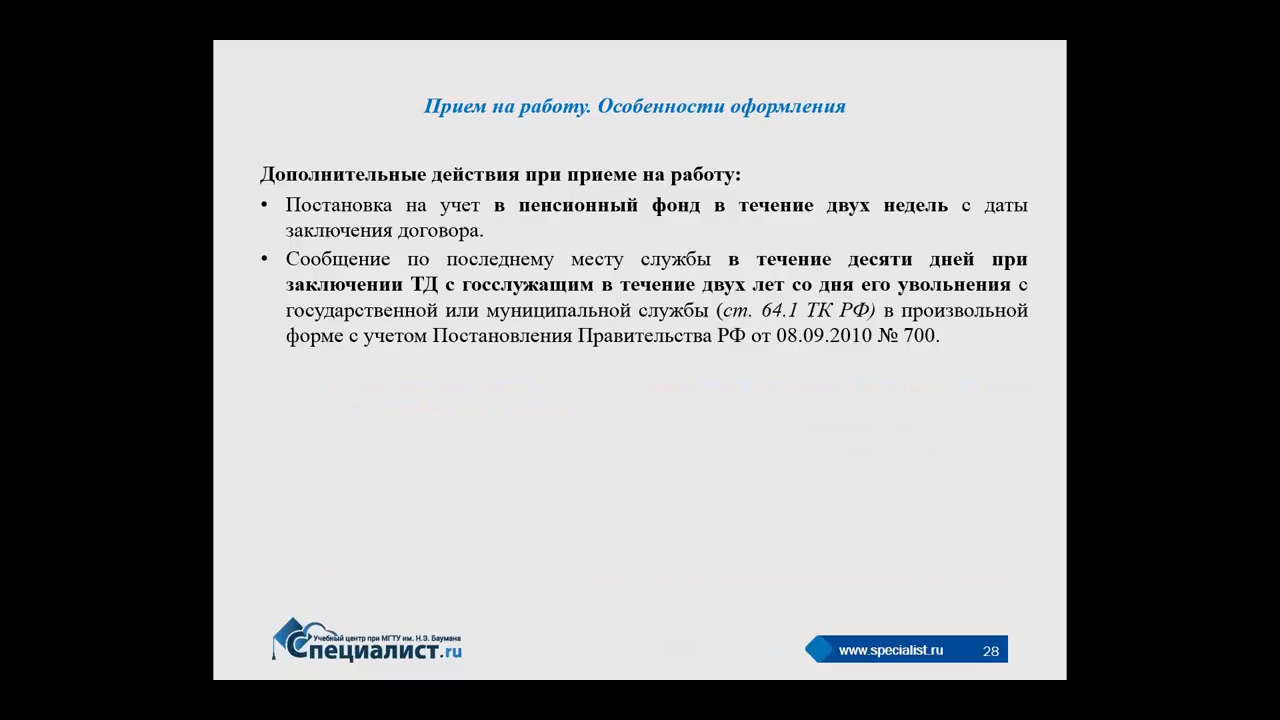 Прием на работу. Особенности оформления
Дополнительные действия при приеме на работу:
• Постановка на учет в пенсионный фонд в течение двух недель с даты
заключения договора.
• Сообщение по последнему месту службы в течение десяти дней при
заключении ТД с госслужащим в течение двух лет со дня его увольнения с
государственной или муниципальной службы (ст. 64.1 ТК РФ) в произвольной
форме с учетом Постановления Правительства РФ от 08.09.2010 № 700.
Учебный центр при МГТУ им. Н.Э. Баумана
Специалист.ru
www.specialist.ru 28